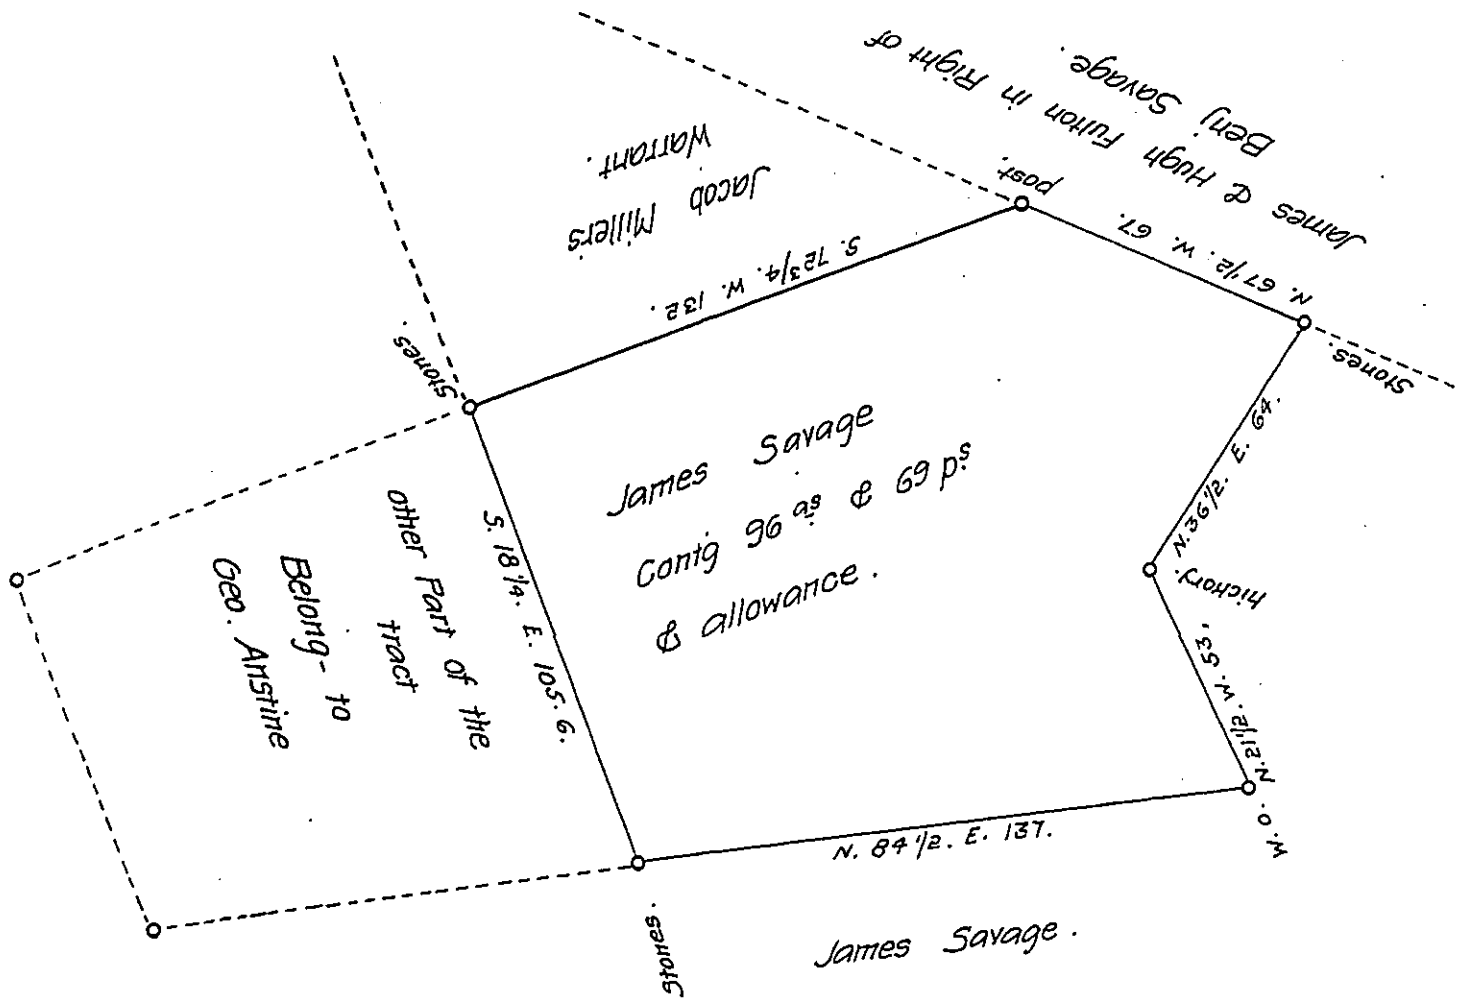 James & Hugh Fulton in Right of
Benj Savage.
Jacob Millers
Warrant.
post.
N. 67 1/2. W. 67.
S. 72 3/4. W. 132.
Stones.
Stones.
N. 36 1/2. E. 64.
hickory.
N. 21 1/2. W. 53.
W. O.
N. 84 1/2. E. 137.
Stones.
S. 18 1/4. E. 105. 6.
James Savage
Contg 96 as & 69 ps
& allowance.
other Part of the
tract
Belong- to
Geo. Anstine
James Savage.